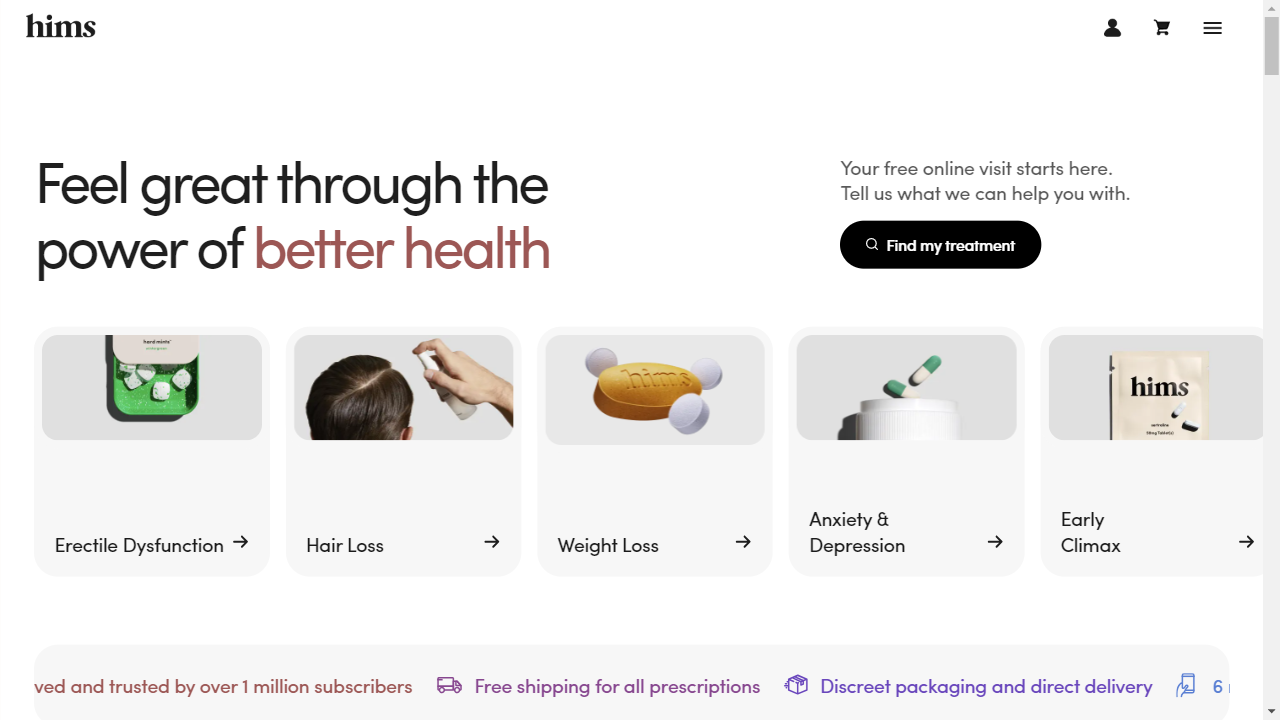 hims
Feel great through the
power of better health
Your free online visit starts here.
Tell us what we can help you with.
Find my treatment
hard mints
Erectile Dysfunction
Hair Loss
hims
Weight Loss
Anxiety &
Depression
hims
sertraline
Early
Climax
ved and trusted by over 1 million subscribers
Free shipping for all prescriptions
Discreet packaging and direct delivery
6